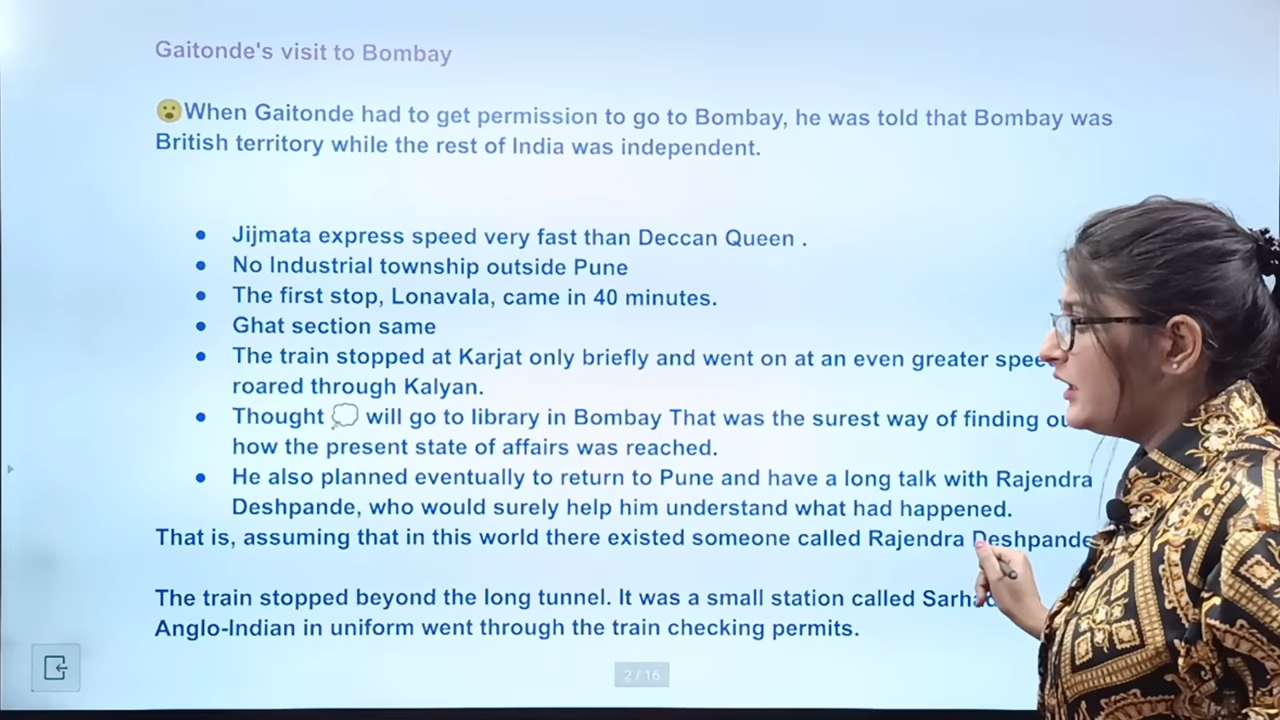 Gaitonde's visit to Bombay
😮When Gaitonde had to get permission to go to Bombay, he was told that Bombay was
British territory while the rest of India was independent.
• Jijmata express speed very fast than Deccan Queen .
• No Industrial township outside Pune
• The first stop, Lonavala, came in 40 minutes.
• Ghat section same
• The train stopped at Karjat only briefly and went on at an even greater
roared through Kalyan.
• Thought 💭 will go to library in Bombay That was the surest way of finding
how the present state of affairs was reached.
• He also planned eventually to return to Pune and have a long talk with Rajendra
Deshpande, who would surely help him understand what had happened.
That is, assuming that in this world there existed someone called Rajendra Deshpande
The train stopped beyond the long tunnel. It was a small station called
Anglo-Indian in uniform went through the train checking permits.
2 / 16